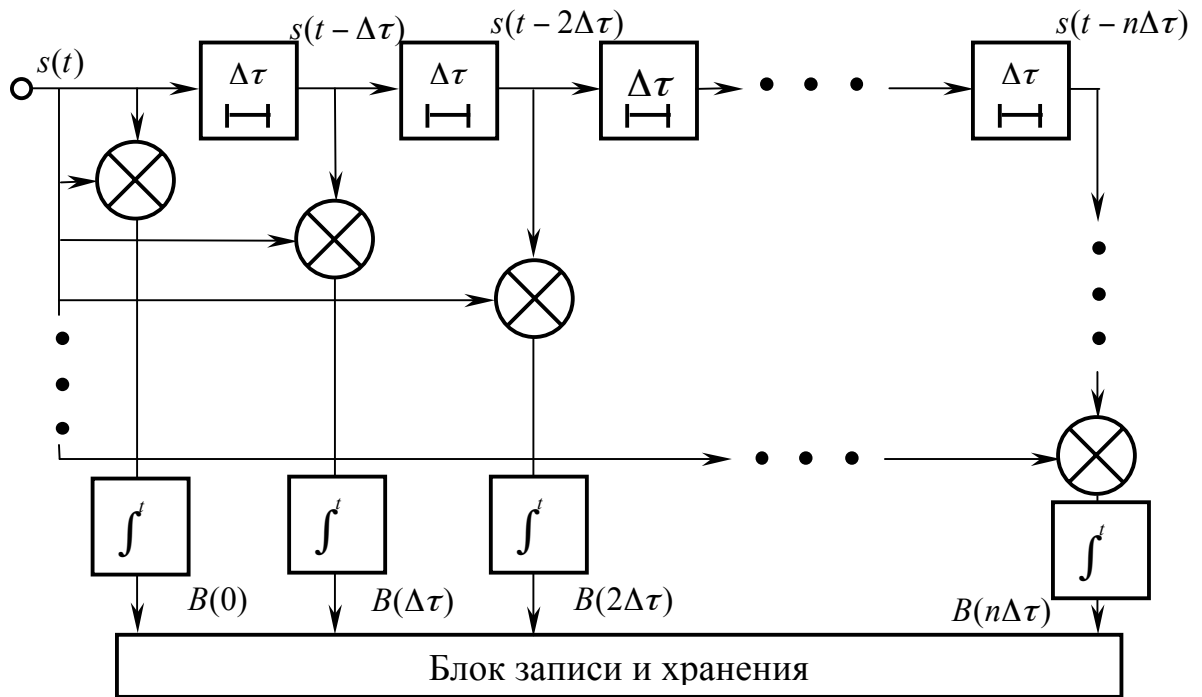 s(t)
s(t − Δτ)
s(t − 2Δτ)
s(t − nΔτ)
Δτ
Δτ
Δτ
Δτ
∫ᵗ
∫ᵗ
∫ᵗ
∫ᵗ
B(0)
B(Δτ)
B(2Δτ)
B(nΔτ)
Блок записи и хранения